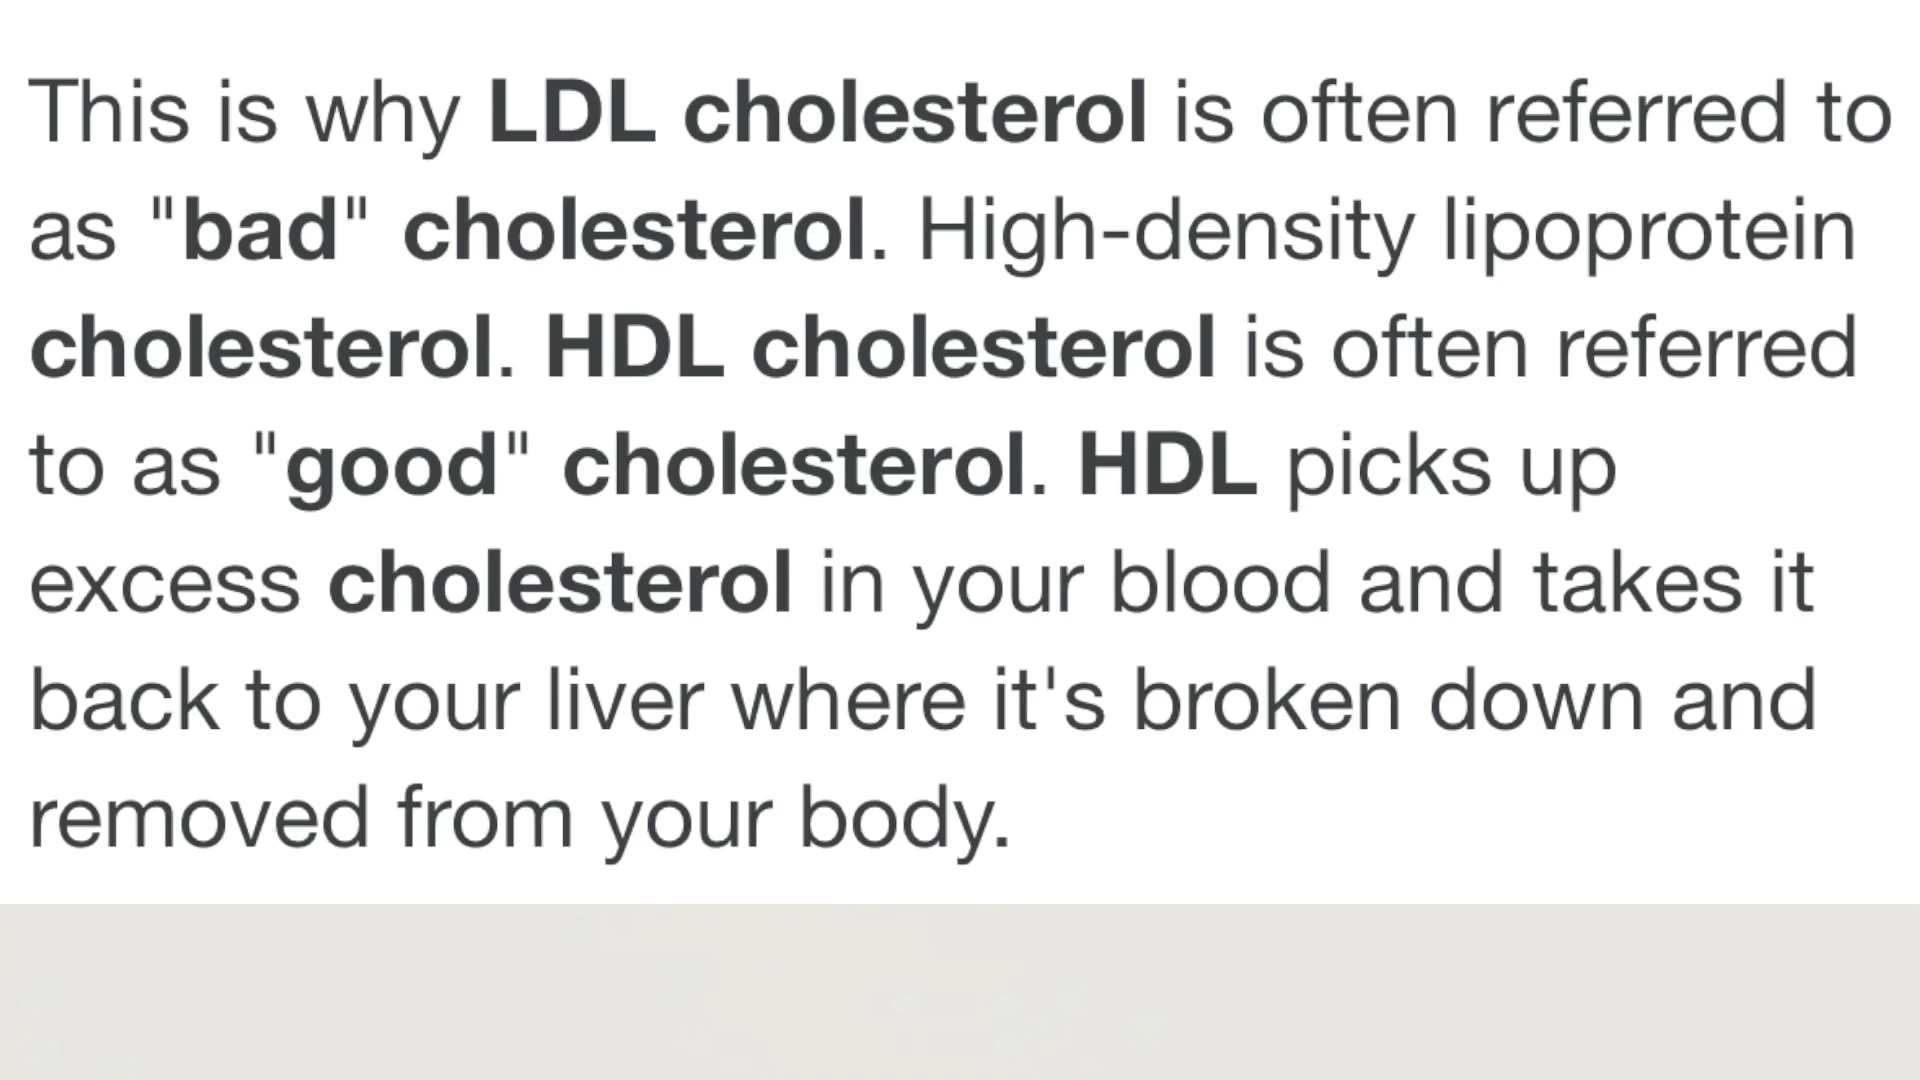 This is why LDL cholesterol is often referred to
as "bad" cholesterol. High-density lipoprotein
cholesterol. HDL cholesterol is often referred
to as "good" cholesterol. HDL picks up
excess cholesterol in your blood and takes it
back to your liver where it's broken down and
removed from your body.